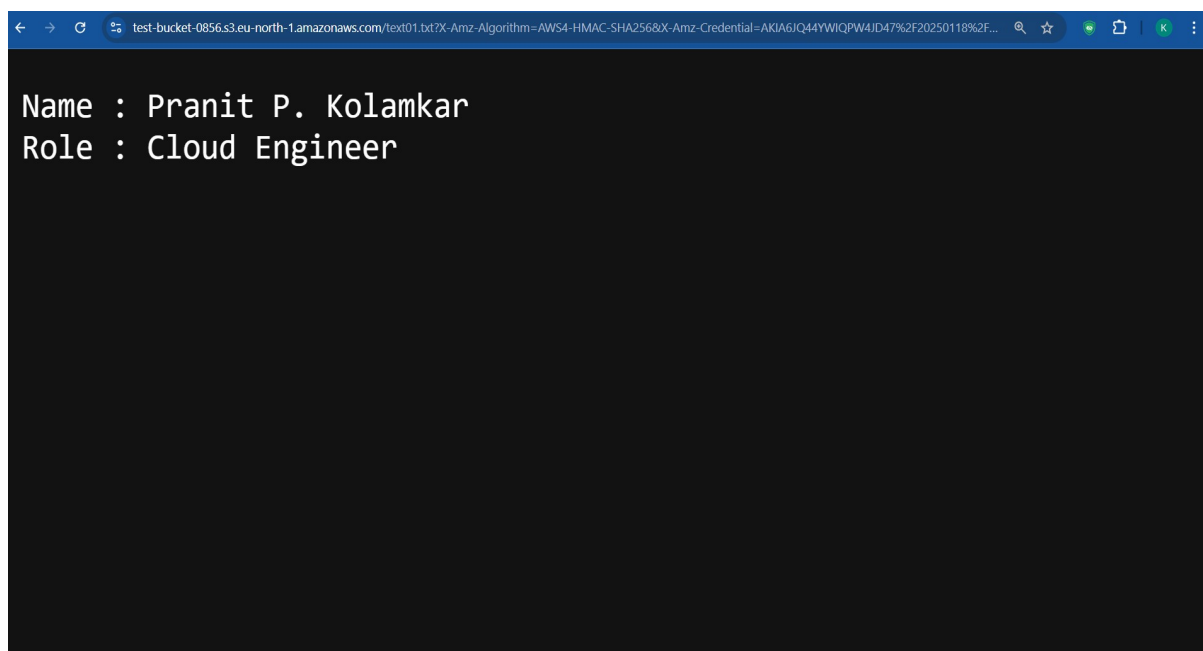 test-bucket-0856.s3.eu-north-1.amazonaws.com/text01.txt?X-Amz-Algorithm=AWS4-HMAC-SHA256&X-Amz-Credential=AKIA6JQ44YWIQPW4JD47%2F20250118%2F...
K
Name : Pranit P. Kolamkar
Role : Cloud Engineer